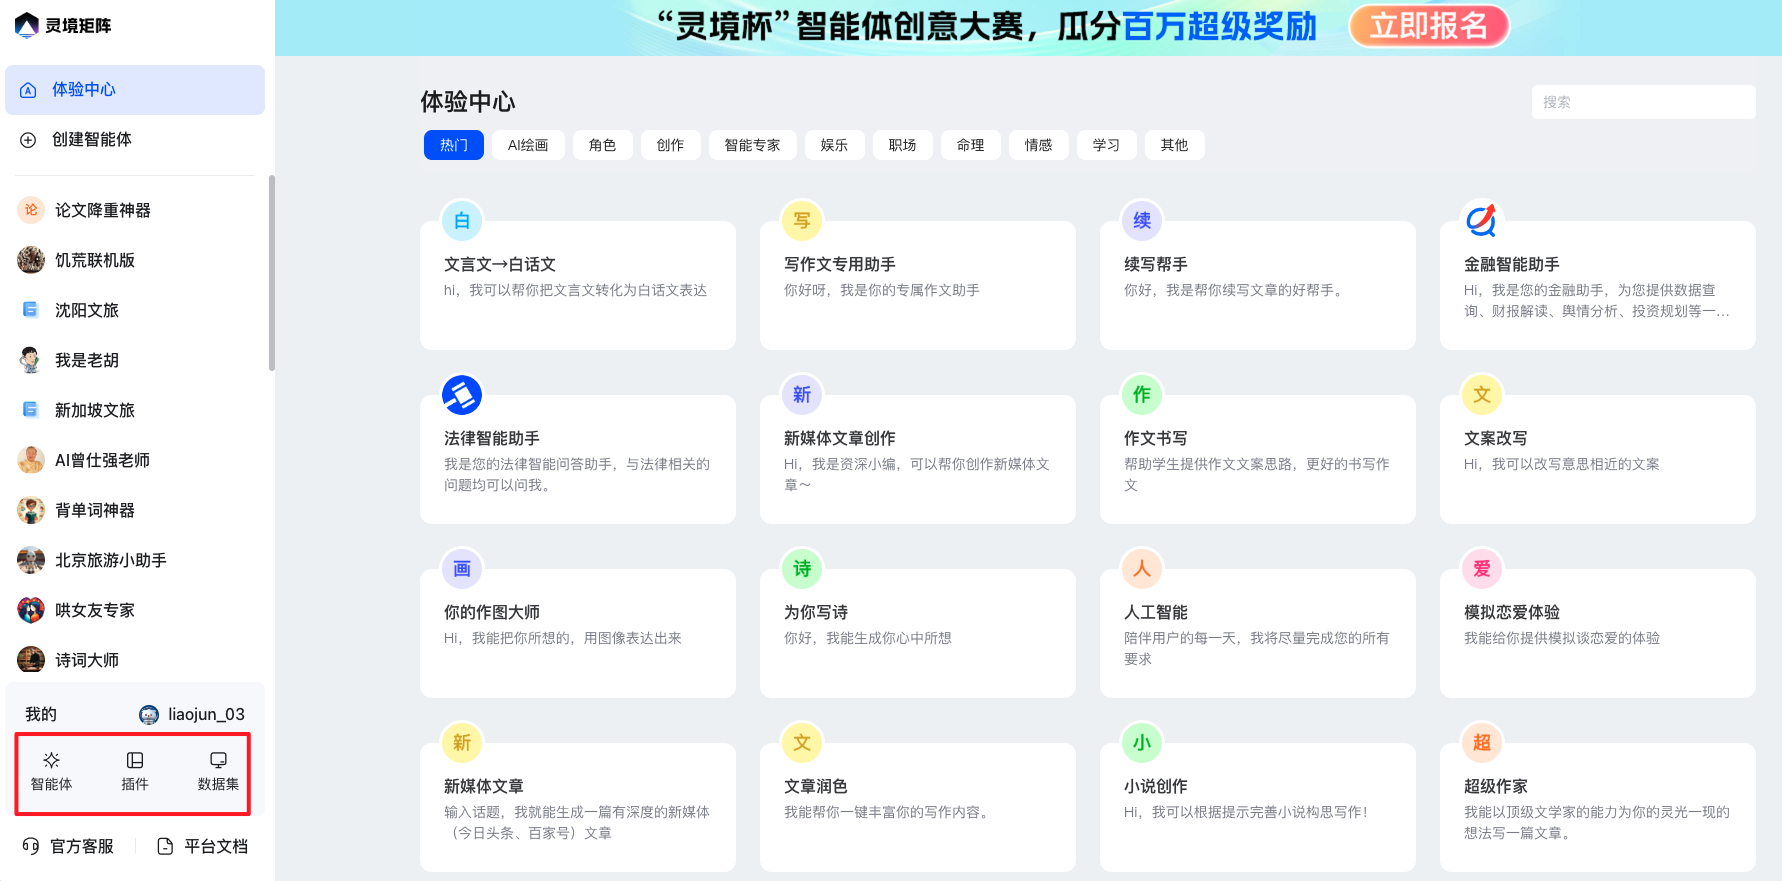 灵境矩阵
体验中心
创建智能体
论 论文降重神器
饥荒联机版
沈阳文旅
我是老胡
新加坡文旅
AI曾仕强老师
背单词神器
北京旅游小助手
哄女友专家
诗词大师
我的 liaojun_03
智能体 插件 数据集
官方客服 平台文档
“灵境杯”智能体创意大赛，瓜分百万超级奖励 立即报名
体验中心
搜索
热门 AI绘画 角色 创作 智能专家 娱乐 职场 命理 情感 学习 其他
白
文言文→白话文
hi，我可以帮你把文言文转化为白话文表达
写
写作文专用助手
你好呀，我是你的专属作文助手
续
续写帮手
你好，我是帮你续写文章的好帮手。
金融智能助手
Hi，我是您的金融助手，为您提供数据查
询、财报解读、舆情分析、投资规划等一...
法律智能助手
我是您的法律智能问答助手，与法律相关的
问题均可以问我。
新
新媒体文章创作
Hi，我是资深小编，可以帮你创作新媒体文
章～
作
作文书写
帮助学生提供作文文案思路，更好的书写作
文
文
文案改写
Hi，我可以改写意思相近的文案
画
你的作图大师
Hi，我能把你所想的，用图像表达出来
诗
为你写诗
你好，我能生成你心中所想
人
人工智能
陪伴用户的每一天，我将尽量完成您的所有
要求
爱
模拟恋爱体验
我能给你提供模拟谈恋爱的体验
新
新媒体文章
输入话题，我就能生成一篇有深度的新媒体
（今日头条、百家号）文章
文
文章润色
我能帮你一键丰富你的写作内容。
小
小说创作
Hi，我可以根据提示完善小说构思写作！
超
超级作家
我能以顶级文学家的能力为你的灵光一现的
想法写一篇文章。